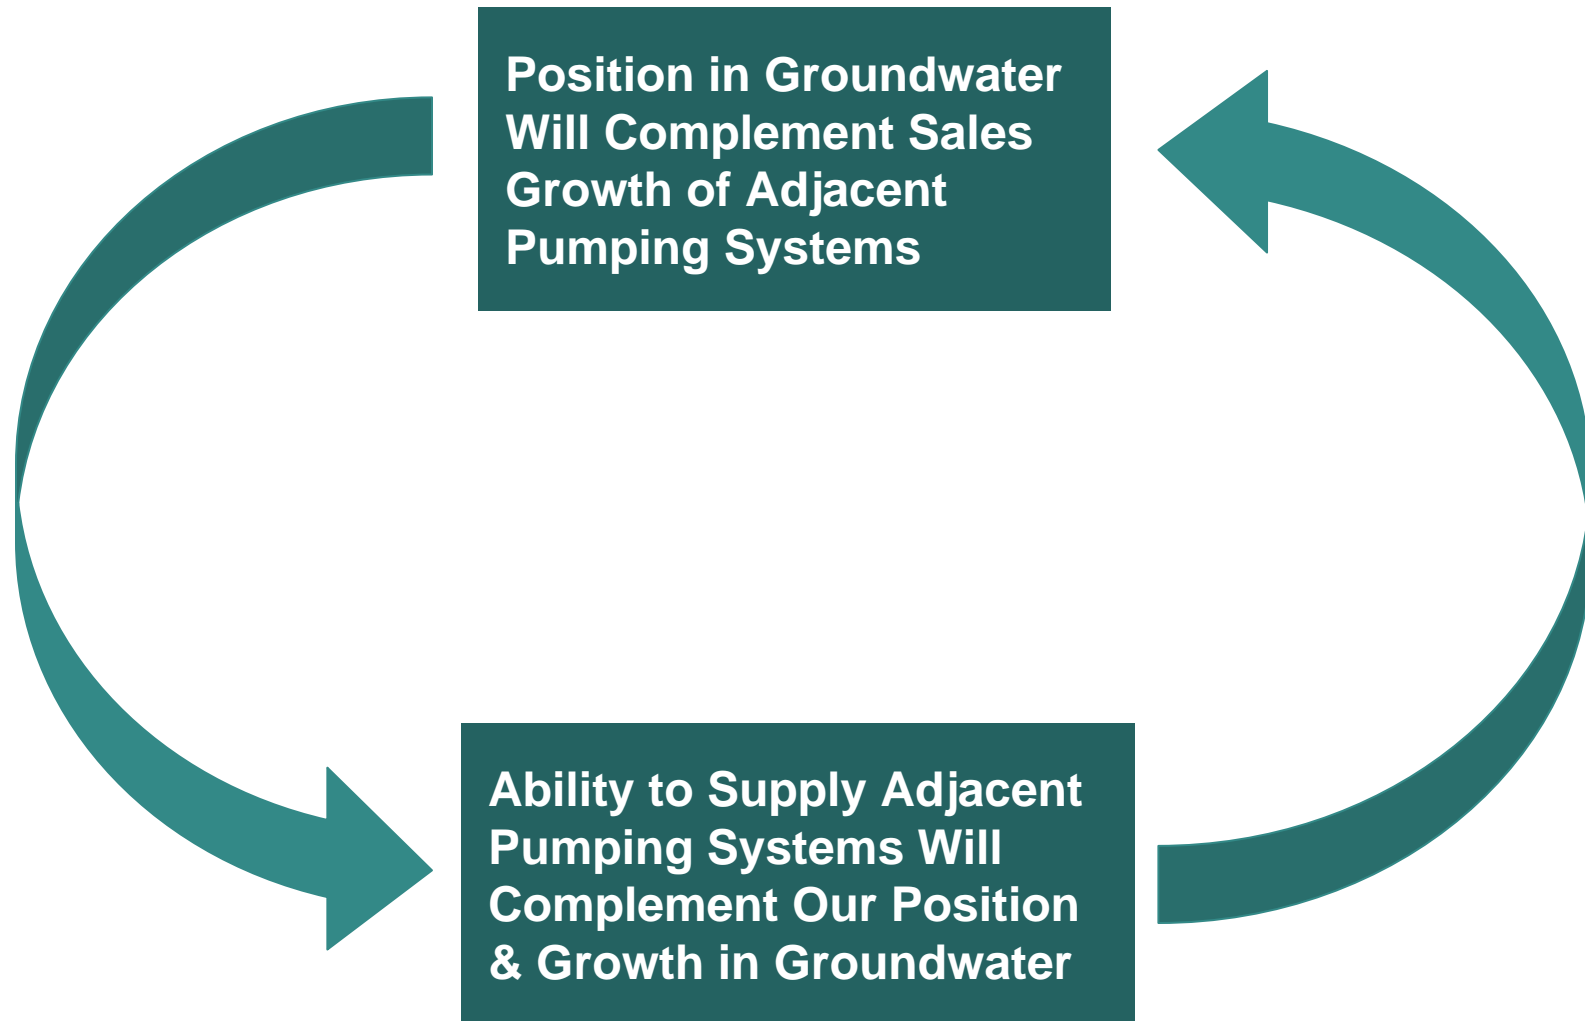 Position in Groundwater
Will Complement Sales
Growth of Adjacent
Pumping Systems
Ability to Supply Adjacent
Pumping Systems Will
Complement Our Position
& Growth in Groundwater